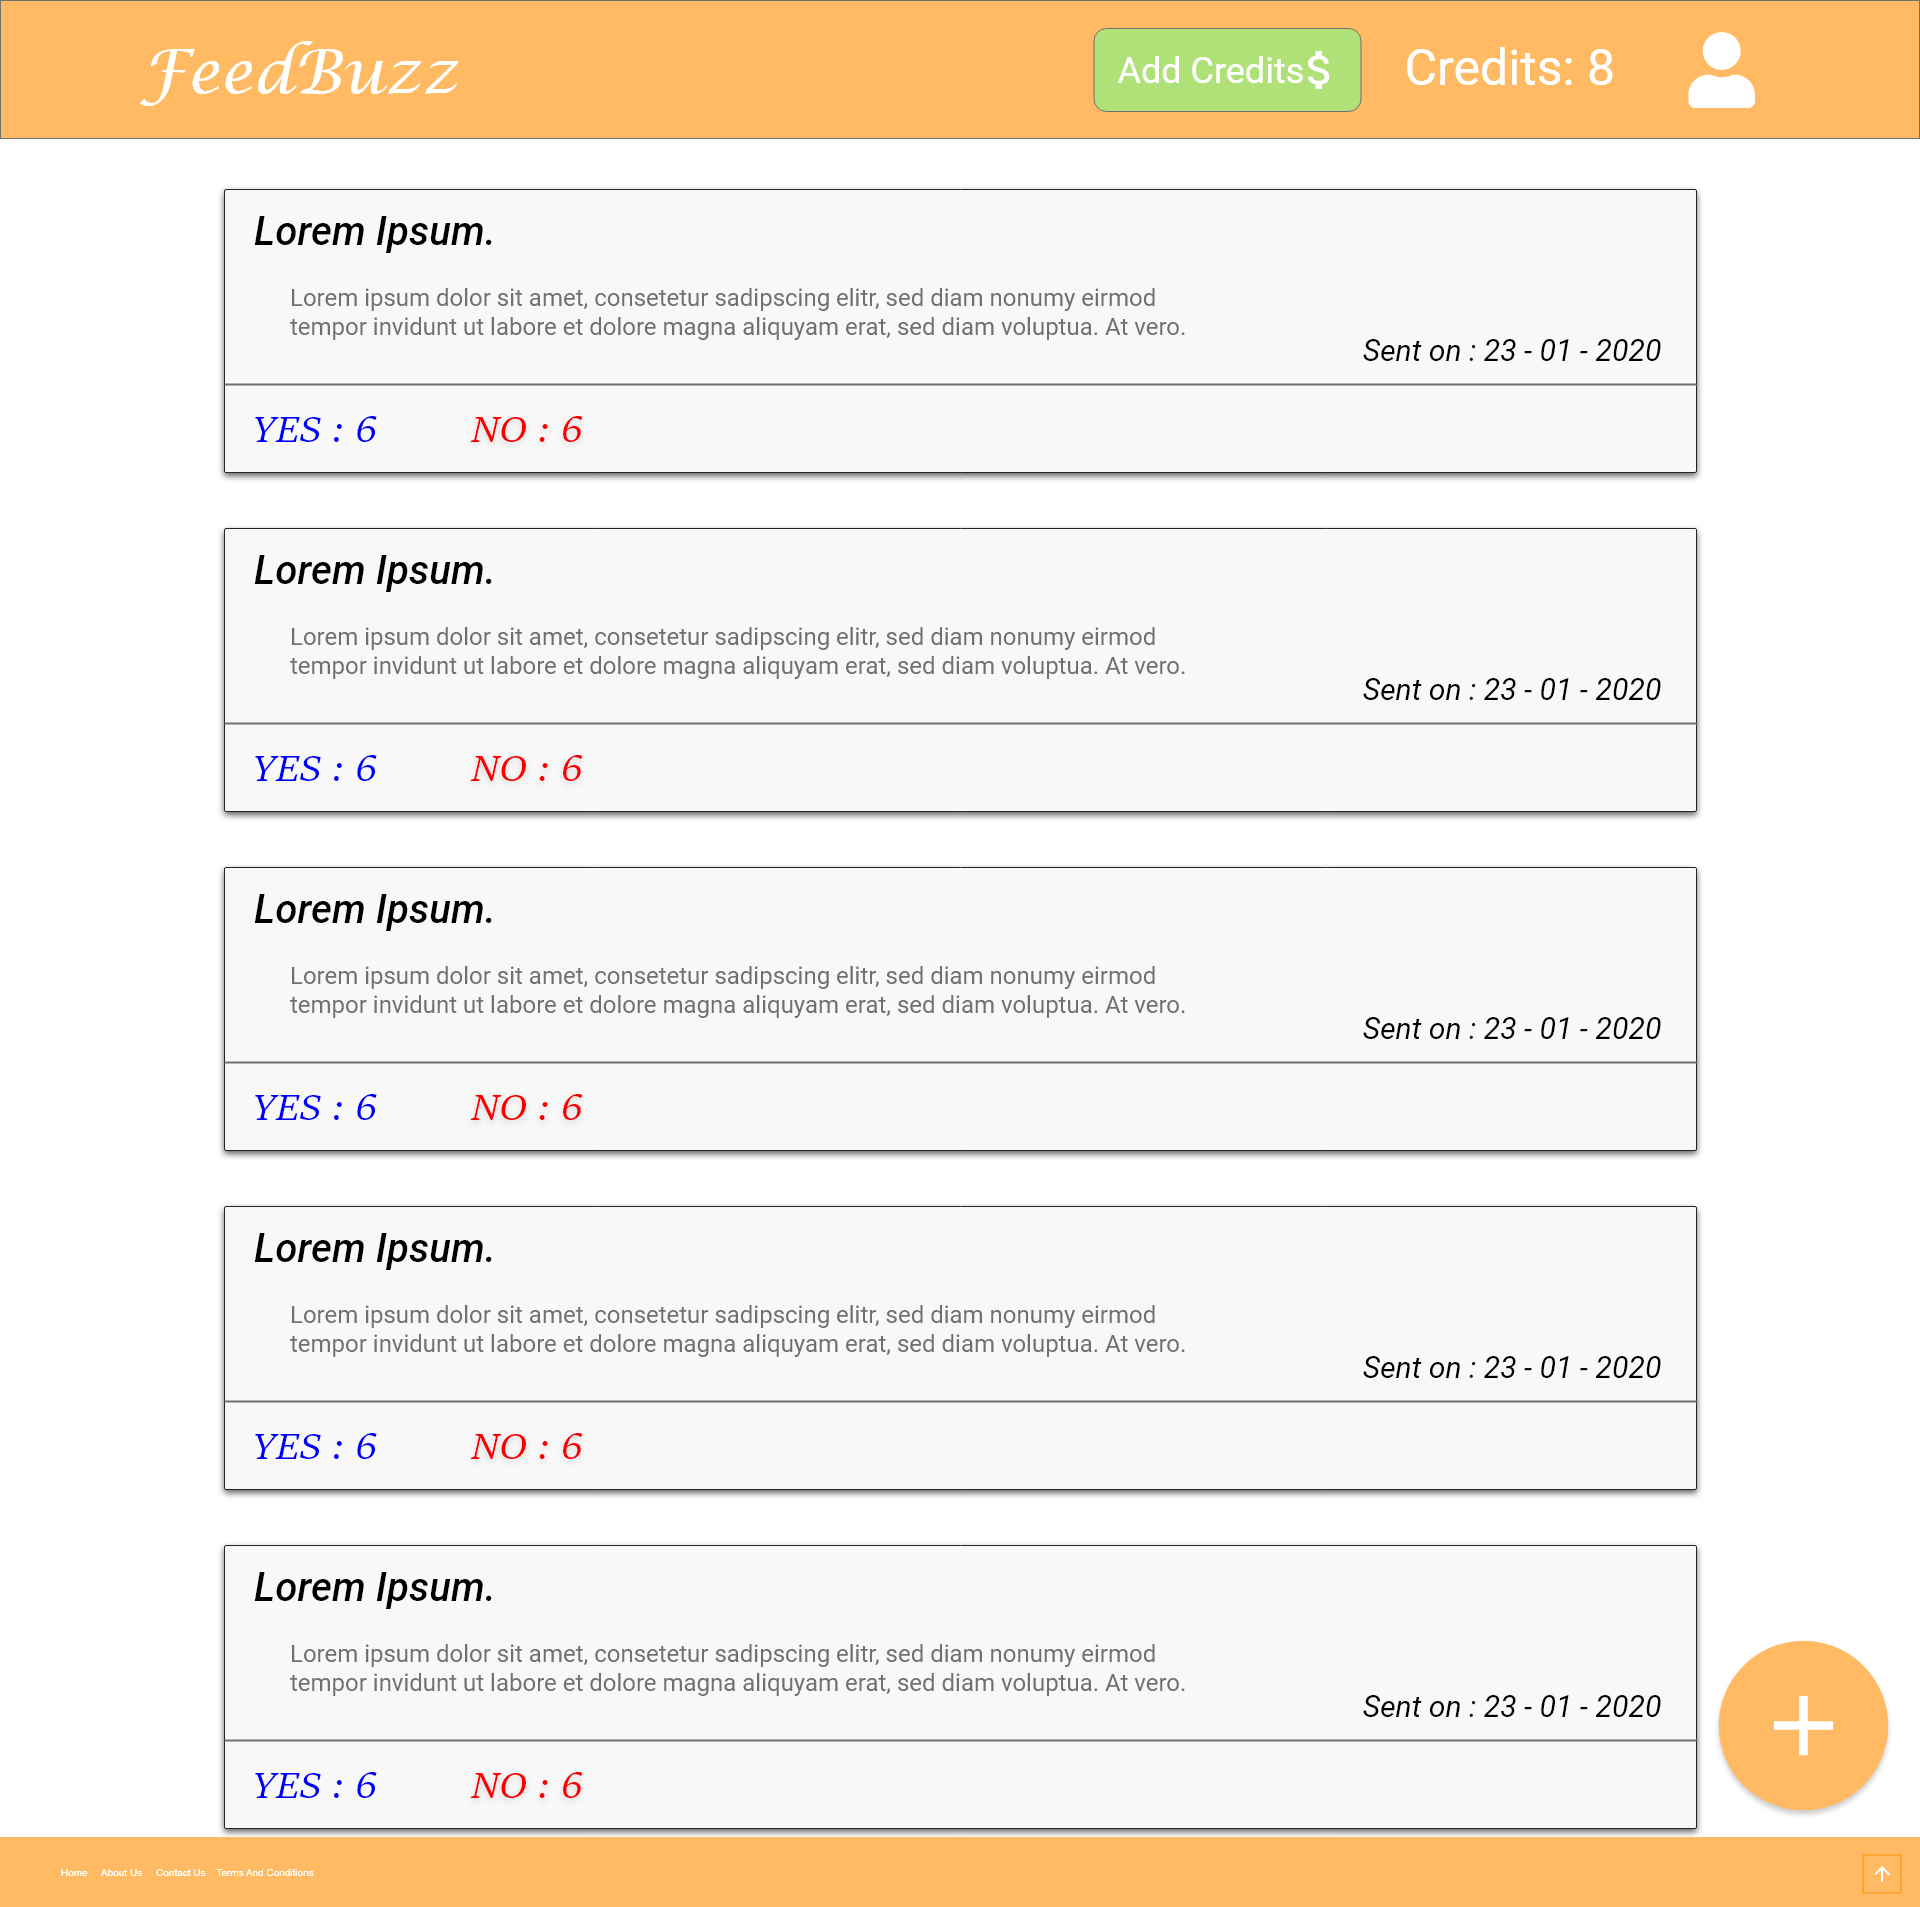 FeedBuzz
Add Credits$
Credits: 8
Lorem Ipsum.
Lorem ipsum dolor sit amet, consetetur sadipscing elitr, sed diam nonumy eirmod
tempor invidunt ut labore et dolore magna aliquyam erat, sed diam voluptua. At vero.
Sent on : 23 - 01 - 2020
YES : 6 NO : 6
Lorem Ipsum.
Lorem ipsum dolor sit amet, consetetur sadipscing elitr, sed diam nonumy eirmod
tempor invidunt ut labore et dolore magna aliquyam erat, sed diam voluptua. At vero.
Sent on : 23 - 01 - 2020
YES : 6 NO : 6
Lorem Ipsum.
Lorem ipsum dolor sit amet, consetetur sadipscing elitr, sed diam nonumy eirmod
tempor invidunt ut labore et dolore magna aliquyam erat, sed diam voluptua. At vero.
Sent on : 23 - 01 - 2020
YES : 6 NO : 6
Lorem Ipsum.
Lorem ipsum dolor sit amet, consetetur sadipscing elitr, sed diam nonumy eirmod
tempor invidunt ut labore et dolore magna aliquyam erat, sed diam voluptua. At vero.
Sent on : 23 - 01 - 2020
YES : 6 NO : 6
Lorem Ipsum.
Lorem ipsum dolor sit amet, consetetur sadipscing elitr, sed diam nonumy eirmod
tempor invidunt ut labore et dolore magna aliquyam erat, sed diam voluptua. At vero.
Sent on : 23 - 01 - 2020
YES : 6 NO : 6
Home About Us Contact Us Terms And Conditions